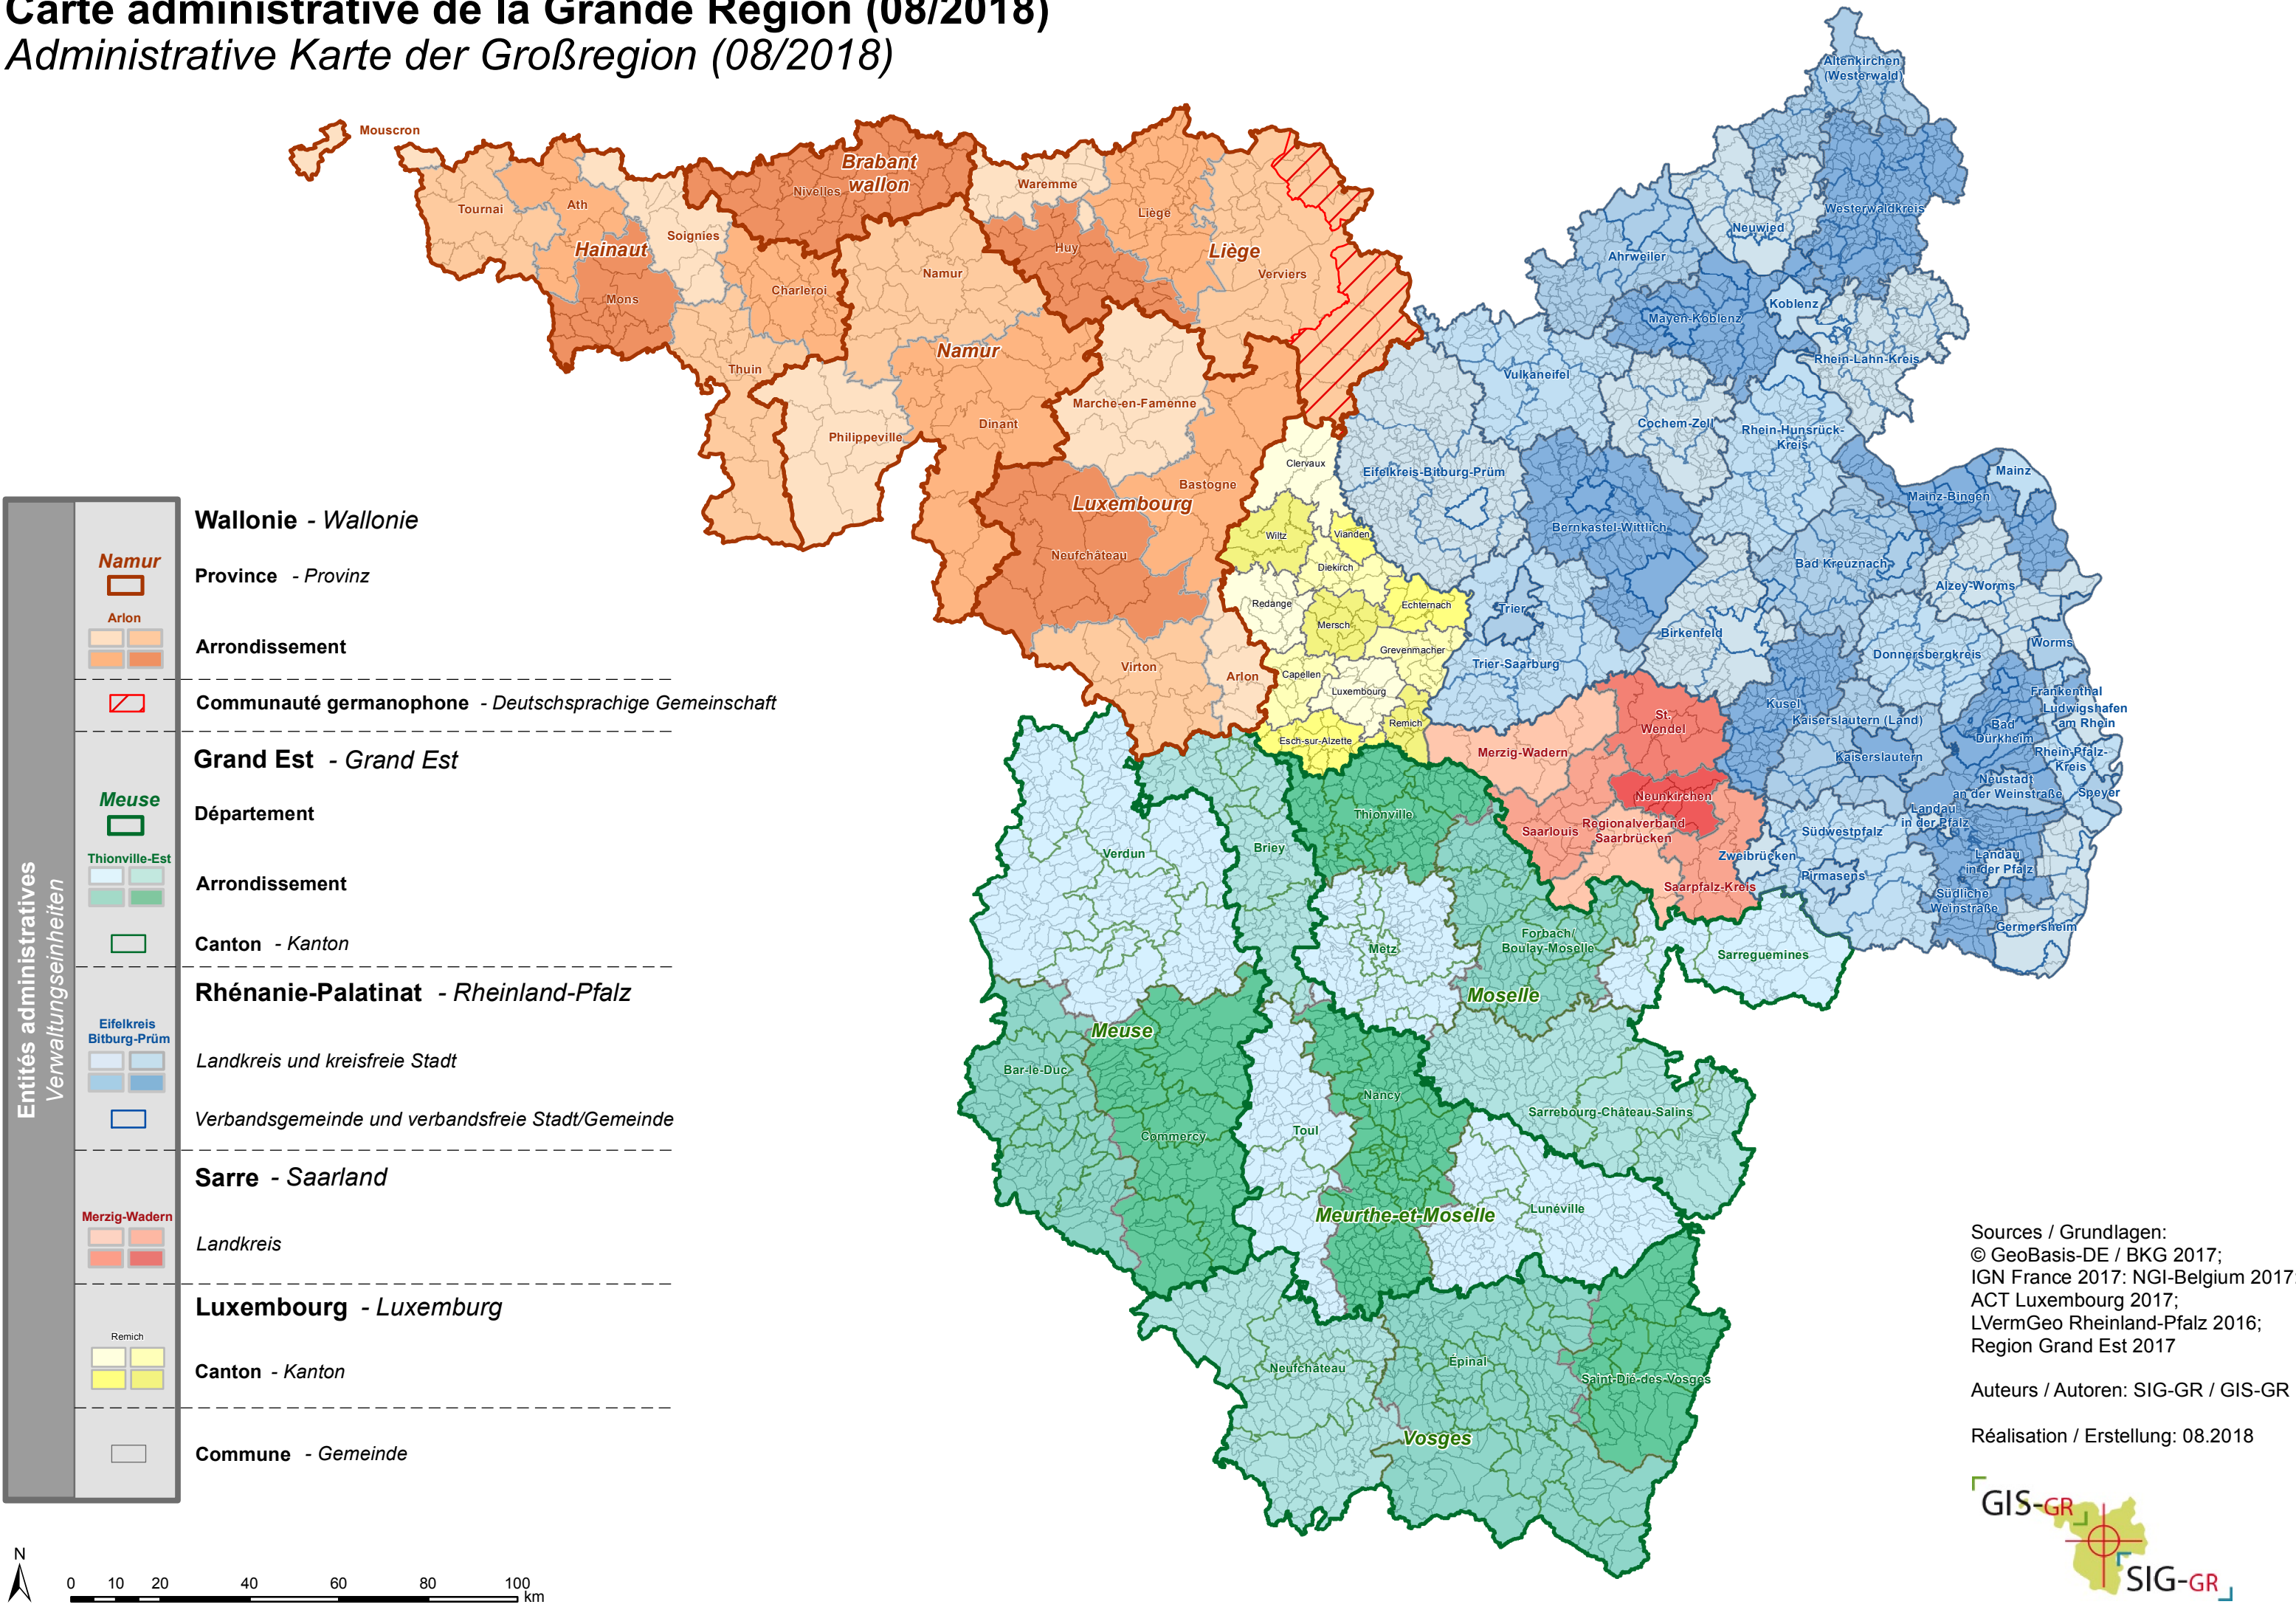 Carte administrative de la Grande Région (08/2018)
Administrative Karte der Großregion (08/2018)
Mouscron
Tournai
Ath
Hainaut
Mons
Soignies
Nivelles
Brabant
wallon
Charleroi
Thuin
Namur
Namur
Philippeville
Dinant
Waremme
Huy
Liège
Liège
Verviers
Marche-en-Famenne
Bastogne
Luxembourg
Neufchâteau
Virton
Arlon
Clervaux
Wiltz
Vianden
Diekirch
Redange
Mersch
Echternach
Grevenmacher
Capellen
Luxembourg
Remich
Esch-sur-Alzette
Altenkirchen
(Westerwald)
Westerwaldkreis
Neuwied
Ahrweiler
Koblenz
Mayen-Koblenz
Rhein-Lahn-Kreis
Vulkaneifel
Cochem-Zell
Rhein-Hunsrück-
Kreis
Eifelkreis-Bitburg-Prüm
Bernkastel-Wittlich
Mainz
Mainz-Bingen
Bad Kreuznach
Alzey-Worms
Trier
Birkenfeld
Trier-Saarburg
Donnersbergkreis
Worms
Frankenthal
Ludwigshafen
am Rhein
Kusel
Kaiserslautern (Land)
Kaiserslautern
Bad
Dürkheim
Rhein-Pfalz-
Kreis
Neustadt
an der Weinstraße
Speyer
Landau
in der Pfalz
Südwestpfalz
Zweibrücken
Pirmasens
Landau
in der Pfalz
Südliche
Weinstraße
Germersheim
Merzig-Wadern
St.
Wendel
Neunkirchen
Saarlouis
Regionalverband
Saarbrücken
Saarpfalz-Kreis
Thionville
Briey
Verdun
Metz
Forbach/
Boulay-Moselle
Sarreguemines
Moselle
Meuse
Bar-le-Duc
Commercy
Toul
Nancy
Sarrebourg-Château-Salins
Meurthe-et-Moselle
Lunéville
Neufchâteau
Épinal
Saint-Dié-des-Vosges
Vosges
Entités administratives
Verwaltungseinheiten
Wallonie - Wallonie
Namur
Province - Provinz
Arlon
Arrondissement
Communauté germanophone - Deutschsprachige Gemeinschaft
Grand Est - Grand Est
Meuse
Département
Thionville-Est
Arrondissement
Canton - Kanton
Rhénanie-Palatinat - Rheinland-Pfalz
Eifelkreis
Bitburg-Prüm
Landkreis und kreisfreie Stadt
Verbandsgemeinde und verbandsfreie Stadt/Gemeinde
Sarre - Saarland
Merzig-Wadern
Landkreis
Luxembourg - Luxemburg
Remich
Canton - Kanton
Commune - Gemeinde
N
0 10 20 40 60 80 100
km
Sources / Grundlagen:
© GeoBasis-DE / BKG 2017;
IGN France 2017: NGI-Belgium 2017;
ACT Luxembourg 2017;
LVermGeo Rheinland-Pfalz 2016;
Region Grand Est 2017
Auteurs / Autoren: SIG-GR / GIS-GR
Réalisation / Erstellung: 08.2018
GIS-GR
SIG-GR